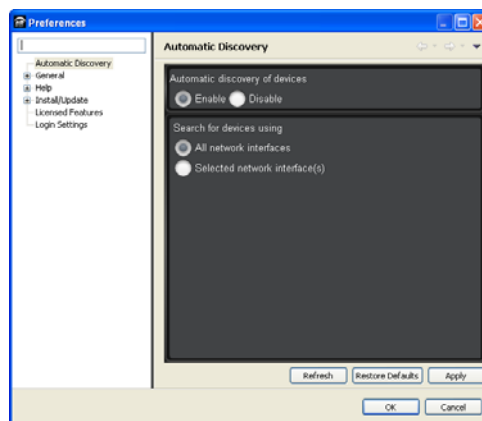 Preferences
Automatic Discovery
General
Help
Install/Update
Licensed Features
Login Settings
Automatic Discovery
Automatic discovery of devices
Enable Disable
Search for devices using
All network interfaces
Selected network interface(s)
Refresh Restore Defaults Apply
OK Cancel